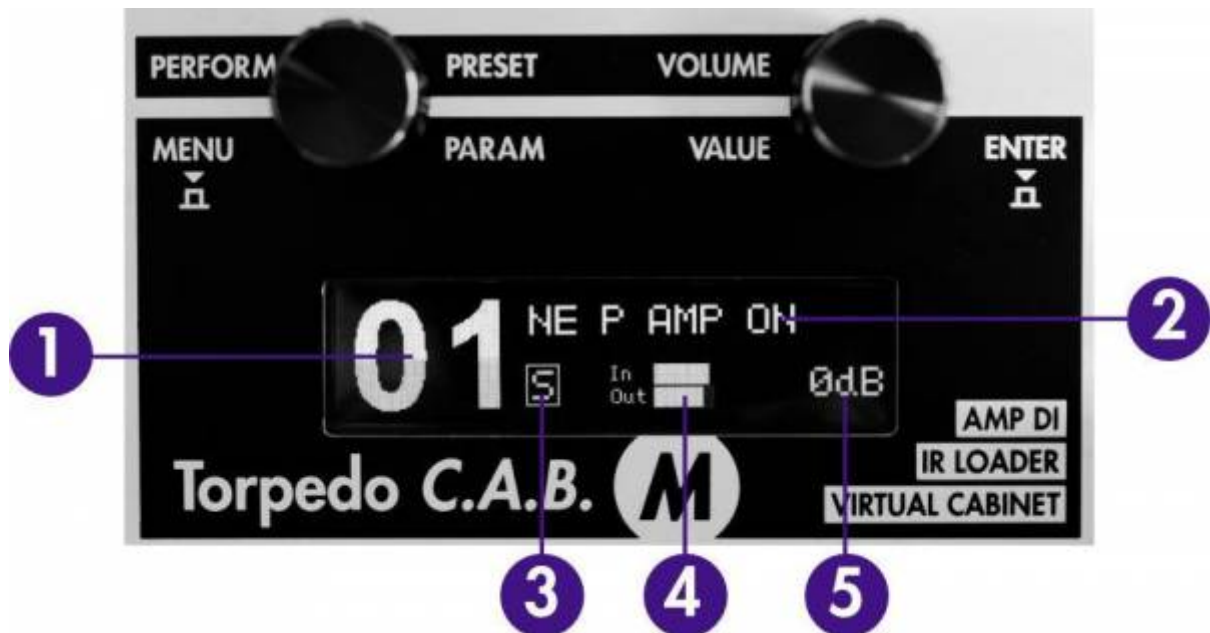 PERFORM PRESET VOLUME
MENU PARAM VALUE ENTER
01 NE P AMP ON
S In 0dB
Out
AMP DI
IR LOADER
VIRTUAL CABINET
Torpedo C.A.B. M
1
2
3 4 5